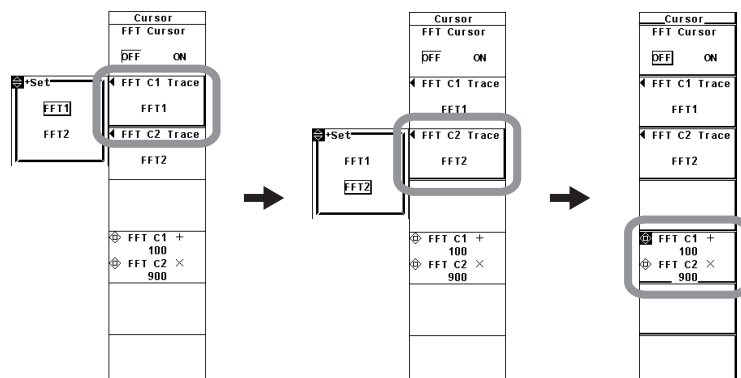 Cursor
FFT Cursor
OFF ON
+Set
FFT1
FFT2
FFT C1 Trace
FFT1
FFT C2 Trace
FFT2
FFT C1 +
100
FFT C2 ×
900
Cursor
FFT Cursor
OFF ON
FFT C1 Trace
FFT1
+Set
FFT1
FFT2
FFT C2 Trace
FFT2
FFT C1 +
100
FFT C2 ×
900
Cursor
FFT Cursor
OFF ON
FFT C1 Trace
FFT1
FFT C2 Trace
FFT2
FFT C1 +
100
FFT C2 ×
900